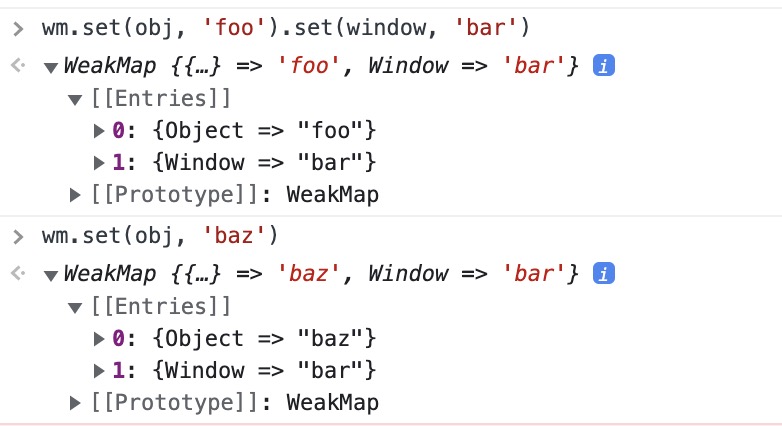 > wm.set(obj, 'foo').set(window, 'bar')
<· ▼WeakMap {{…} => 'foo', Window => 'bar'} i
▼ [[Entries]]
▶ 0: {Object => "foo"}
▶ 1: {Window => "bar"}
▶ [[Prototype]]: WeakMap
> wm.set(obj, 'baz')
<· ▼WeakMap {{…} => 'baz', Window => 'bar'} i
▼ [[Entries]]
▶ 0: {Object => "baz"}
▶ 1: {Window => "bar"}
▶ [[Prototype]]: WeakMap